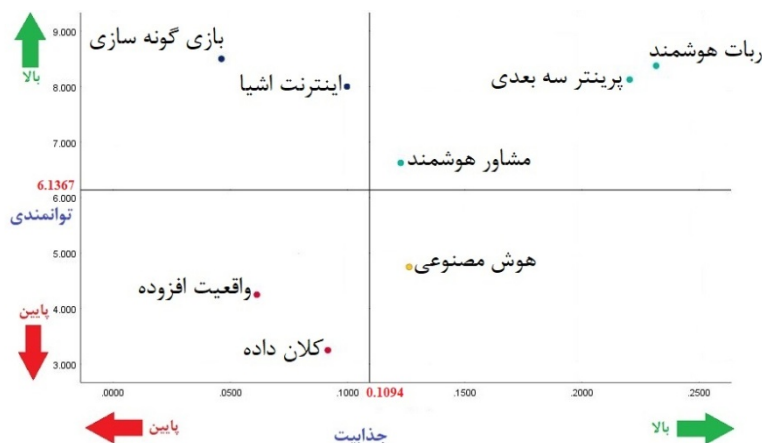 9.000
بالا
بازی گونه سازی
ربات هوشمند
8.000
اینترنت اشیا
پرینتر سه بعدی
7.000
مشاور هوشمند
6.1367
6.000
توانمندی
5.000
هوش مصنوعی
واقعیت افزوده
4.000
پایین
کلان داده
3.000
.0000 .0500 .1000 0.1094 .1500 .2000 .2500
پایین
جذابیت
بالا